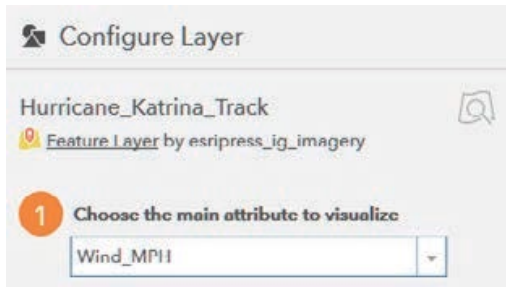 Configure Layer
Hurricane_Katrina_Track
Feature Layer by esripress_ig_imagery
1 Choose the main attribute to visualize
Wind_MPH